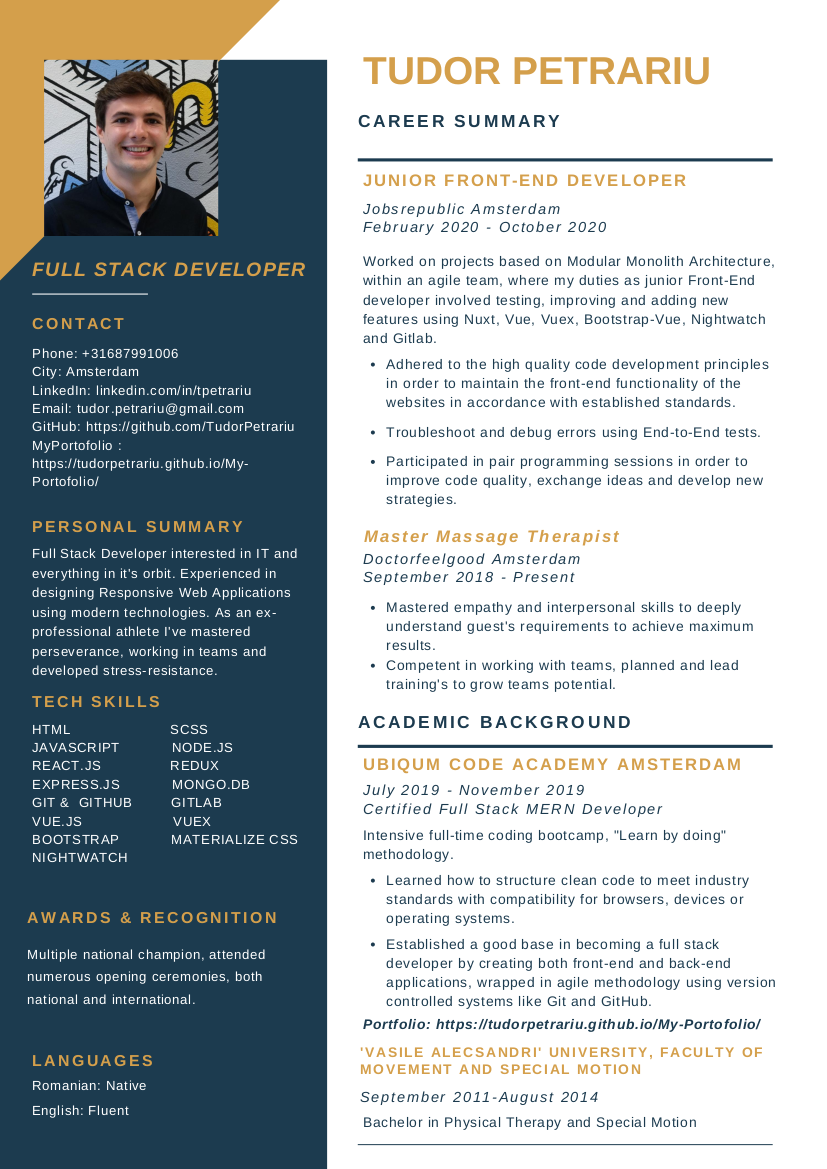 FULL STACK DEVELOPER
CONTACT
Phone: +31687991006
City: Amsterdam
LinkedIn: linkedin.com/in/tpetrariu
Email: tudor.petrariu@gmail.com
GitHub: https://github.com/TudorPetrariu
MyPortofolio :
https://tudorpetrariu.github.io/My-
Portofolio/
PERSONAL SUMMARY
Full Stack Developer interested in IT and
everything in it's orbit. Experienced in
designing Responsive Web Applications
using modern technologies. As an ex-
professional athlete I've mastered
perseverance, working in teams and
developed stress-resistance.
TECH SKILLS
HTML SCSS
JAVASCRIPT NODE.JS
REACT.JS REDUX
EXPRESS.JS MONGO.DB
GIT & GITHUB GITLAB
VUE.JS VUEX
BOOTSTRAP MATERIALIZE CSS
NIGHTWATCH
AWARDS & RECOGNITION
Multiple national champion, attended
numerous opening ceremonies, both
national and international.
LANGUAGES
Romanian: Native
English: Fluent
TUDOR PETRARIU
CAREER SUMMARY
JUNIOR FRONT-END DEVELOPER
Jobsrepublic Amsterdam
February 2020 - October 2020
Worked on projects based on Modular Monolith Architecture,
within an agile team, where my duties as junior Front-End
developer involved testing, improving and adding new
features using Nuxt, Vue, Vuex, Bootstrap-Vue, Nightwatch
and Gitlab.
• Adhered to the high quality code development principles
in order to maintain the front-end functionality of the
websites in accordance with established standards.
• Troubleshoot and debug errors using End-to-End tests.
• Participated in pair programming sessions in order to
improve code quality, exchange ideas and develop new
strategies.
Master Massage Therapist
Doctorfeelgood Amsterdam
September 2018 - Present
• Mastered empathy and interpersonal skills to deeply
understand guest's requirements to achieve maximum
results.
• Competent in working with teams, planned and lead
training's to grow teams potential.
ACADEMIC BACKGROUND
UBIQUM CODE ACADEMY AMSTERDAM
July 2019 - November 2019
Certified Full Stack MERN Developer
Intensive full-time coding bootcamp, "Learn by doing"
methodology.
• Learned how to structure clean code to meet industry
standards with compatibility for browsers, devices or
operating systems.
• Established a good base in becoming a full stack
developer by creating both front-end and back-end
applications, wrapped in agile methodology using version
controlled systems like Git and GitHub.
Portfolio: https://tudorpetrariu.github.io/My-Portofolio/
'VASILE ALECSANDRI' UNIVERSITY, FACULTY OF
MOVEMENT AND SPECIAL MOTION
September 2011-August 2014
Bachelor in Physical Therapy and Special Motion